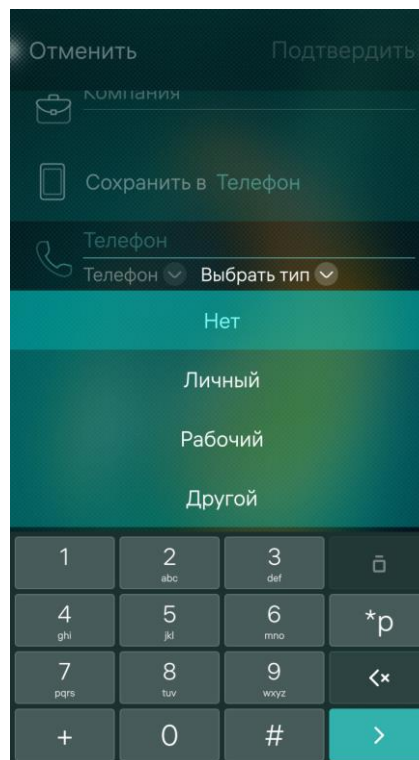 Отменить Подтвердить
Компания
Сохранить в Телефон
Телефон
Телефон Выбрать тип
Нет
Личный
Рабочий
Другой
1 2 3
abc def
4 5 6 *p
ghi jkl mno
7 8 9
pqrs tuv wxyz
+ 0 #